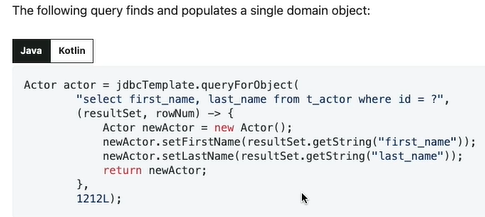 The following query finds and populates a single domain object:
Java Kotlin
Actor actor = jdbcTemplate.queryForObject(
        "select first_name, last_name from t_actor where id = ?",
        (resultSet, rowNum) -> {
            Actor newActor = new Actor();
            newActor.setFirstName(resultSet.getString("first_name"));
            newActor.setLastName(resultSet.getString("last_name"));
            return newActor;
        },
        1212L);